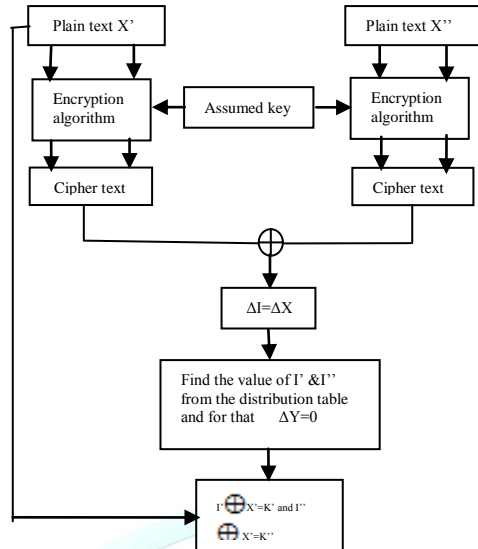 Plain text X’
Plain text X’’
Encryption
algorithm
Assumed key
Encryption
algorithm
Cipher text
Cipher text
ΔI=ΔX
Find the value of I’ &I’’
from the distribution table
and for that ΔY=0
I’⊕X’=K’ and I’’
⊕ X’=K’’